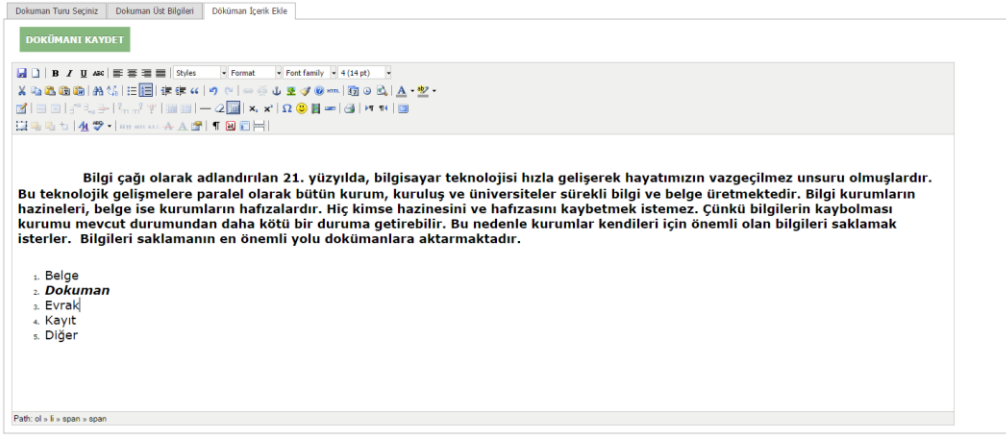 Dokuman Turu Seçiniz
Dokuman Üst Bilgileri
Döküman İçerik Ekle
DOKÜMANI KAYDET
B I U ABC Styles Format Font family 4 (14 pt)
Bilgi çağı olarak adlandırılan 21. yüzyılda, bilgisayar teknolojisi hızla gelişerek hayatımızın vazgeçilmez unsuru olmuşlardır.
Bu teknolojik gelişmelere paralel olarak bütün kurum, kuruluş ve üniversiteler sürekli bilgi ve belge üretmektedir. Bilgi kurumların
hazineleri, belge ise kurumların hafızalardır. Hiç kimse hazinesini ve hafızasını kaybetmek istemez. Çünkü bilgilerin kaybolması
kurumu mevcut durumundan daha kötü bir duruma getirebilir. Bu nedenle kurumlar kendileri için önemli olan bilgileri saklamak
isterler. Bilgileri saklamanın en önemli yolu dokümanlara aktarmaktadır.
1. Belge
2. Dokuman
3. Evrak
4. Kayıt
5. Diğer
Path: ol » li » span » span